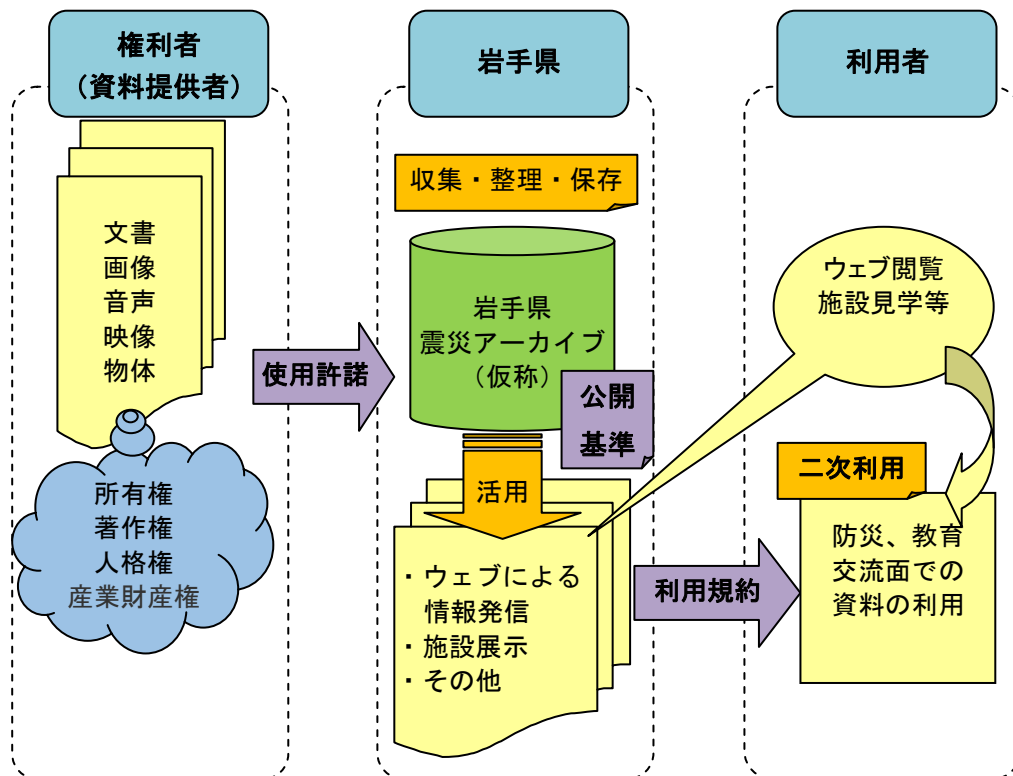 権利者
（資料提供者）
文書
画像
音声
映像
物体
所有権
著作権
人格権
産業財産権
使用許諾
岩手県
収集・整理・保存
岩手県
震災アーカイブ
（仮称）
公開
基準
活用
・ウェブによる
情報発信
・施設展示
・その他
利用規約
利用者
ウェブ閲覧
施設見学等
二次利用
防災、教育
交流面での
資料の利用